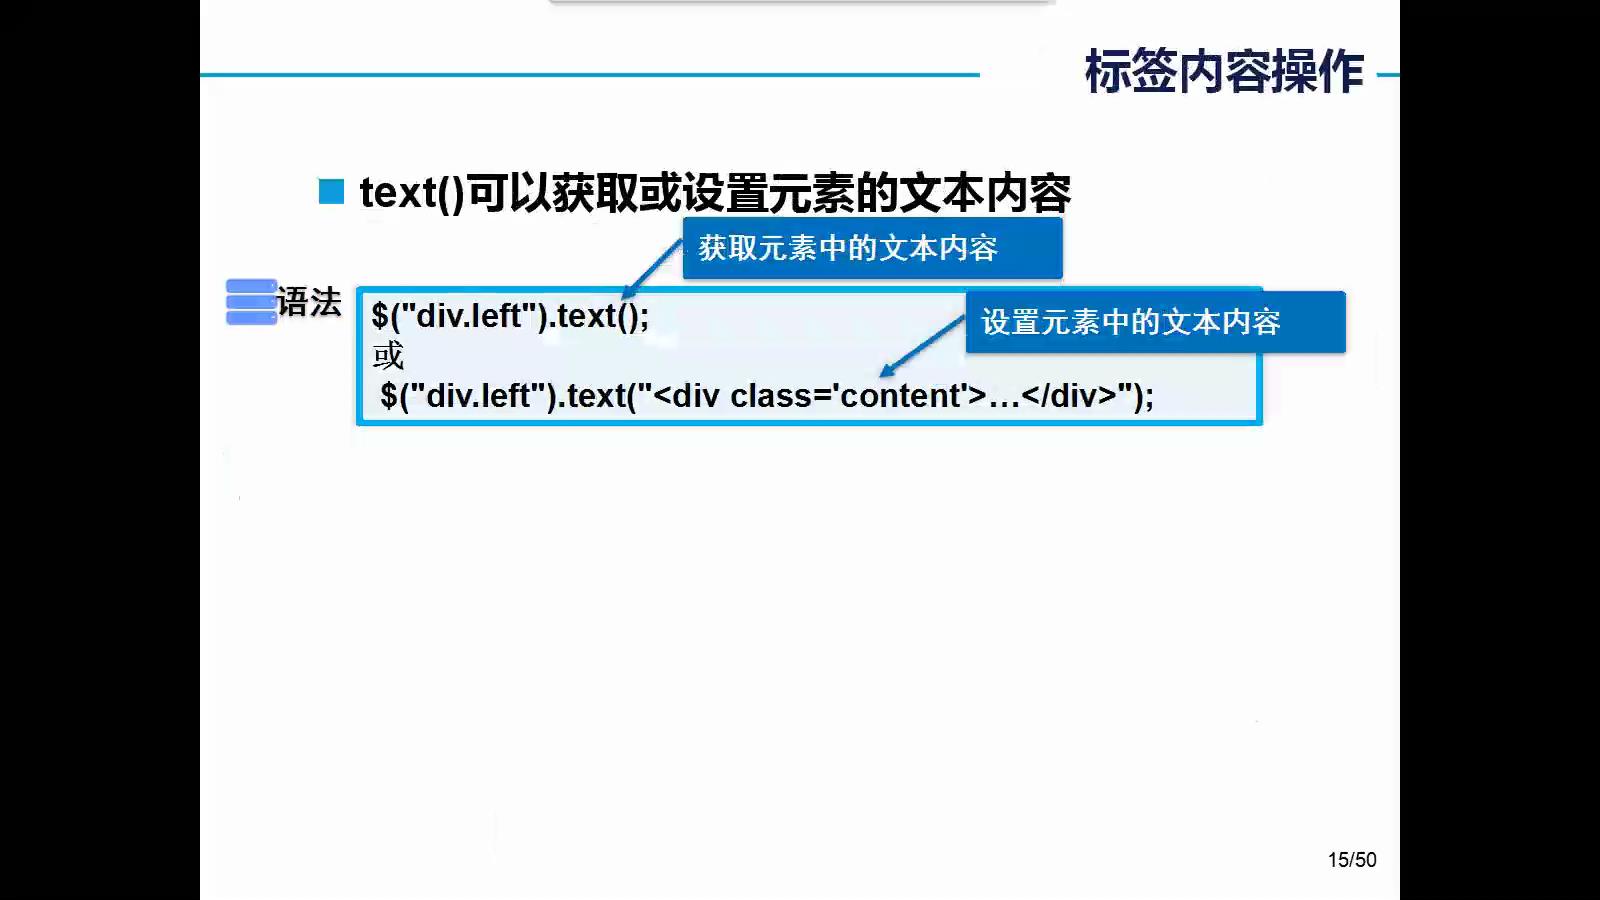 标签内容操作
text()可以获取或设置元素的文本内容
获取元素中的文本内容
语法
$("div.left").text();
设置元素中的文本内容
或
$("div.left").text("<div class='content'>…</div>");
15/50